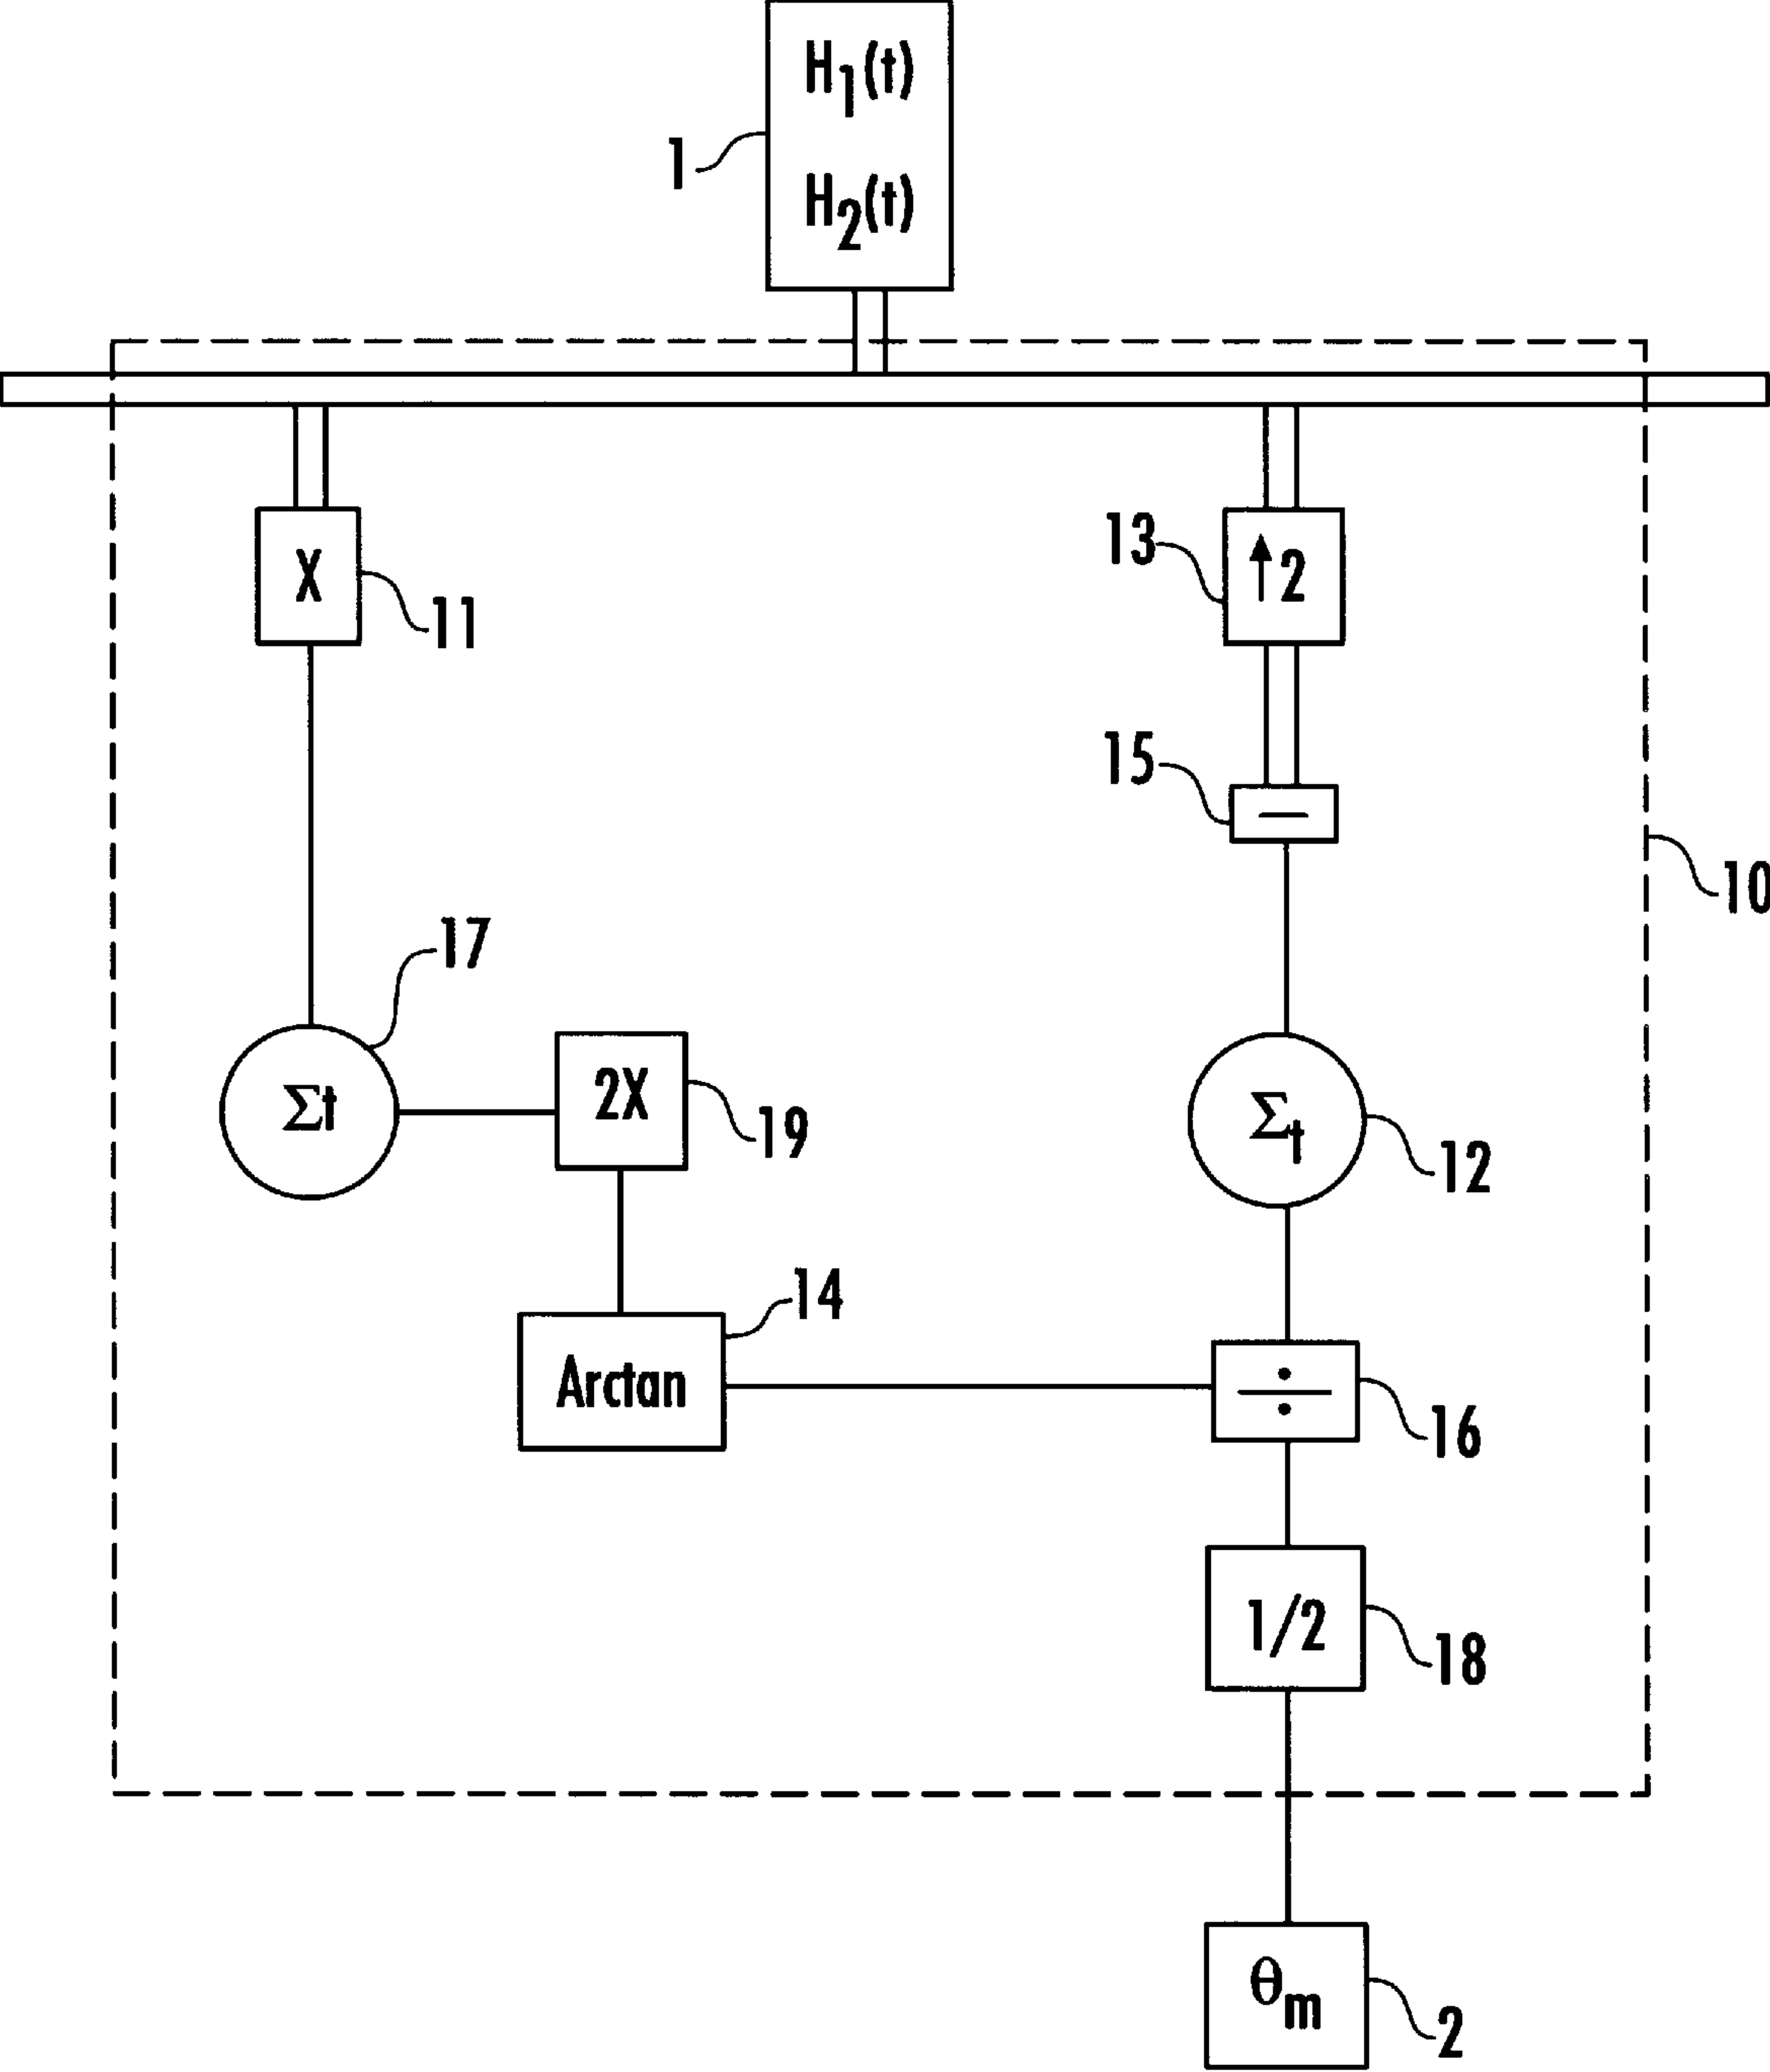 H1(t)
1
H2(t)
X
11
13
↑2
15
—
10
17
Σt
2X
19
Σt
12
14
Arctan
÷
16
1/2
18
θm
2